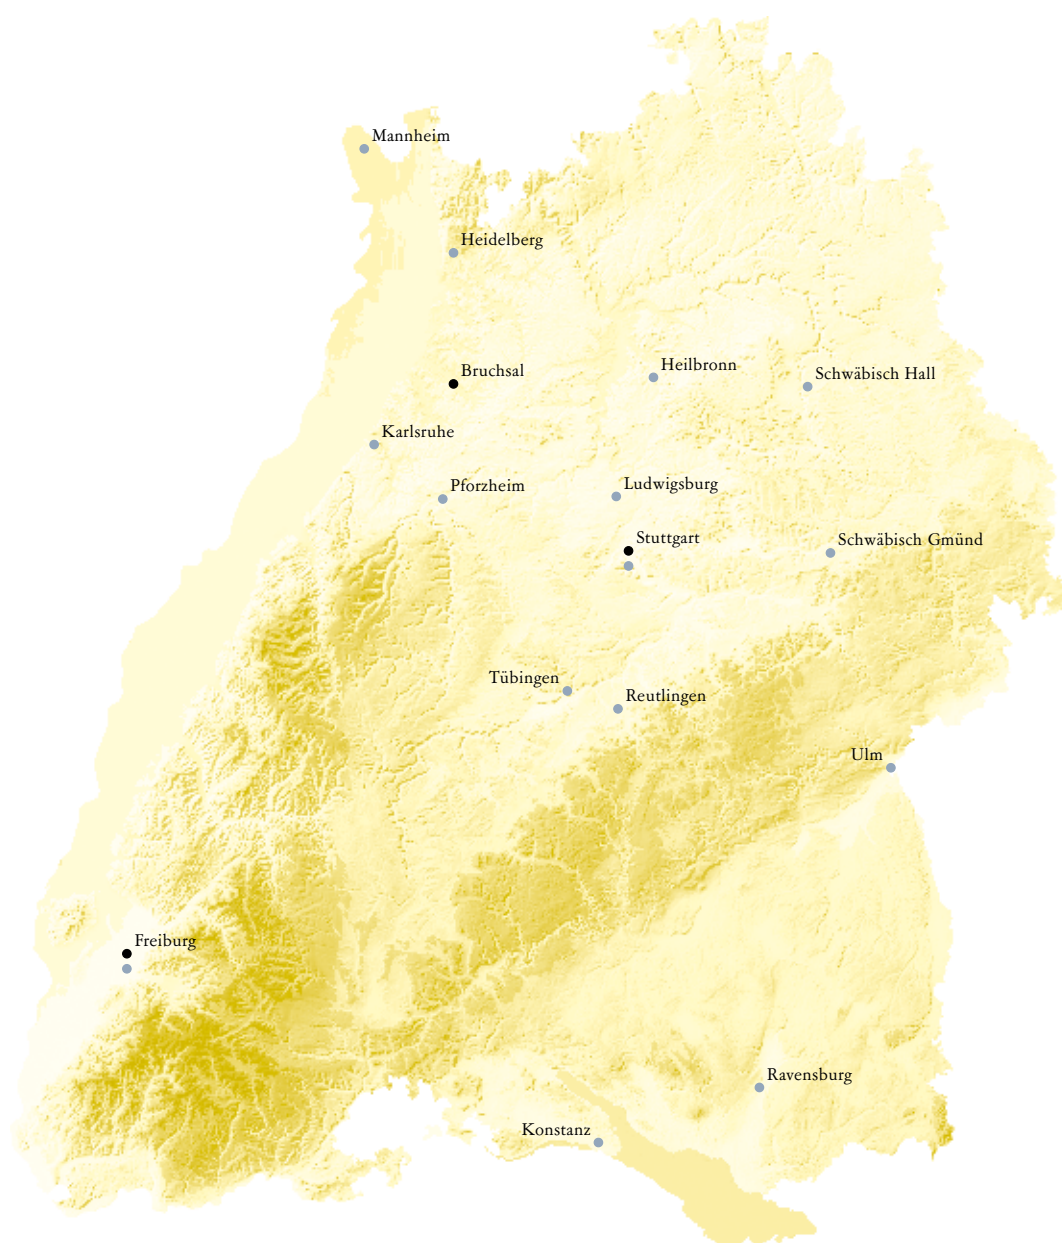 Mannheim
Heidelberg
Bruchsal
Heilbronn
Schwäbisch Hall
Karlsruhe
Pforzheim
Ludwigsburg
Stuttgart
Schwäbisch Gmünd
Tübingen
Reutlingen
Ulm
Freiburg
Ravensburg
Konstanz